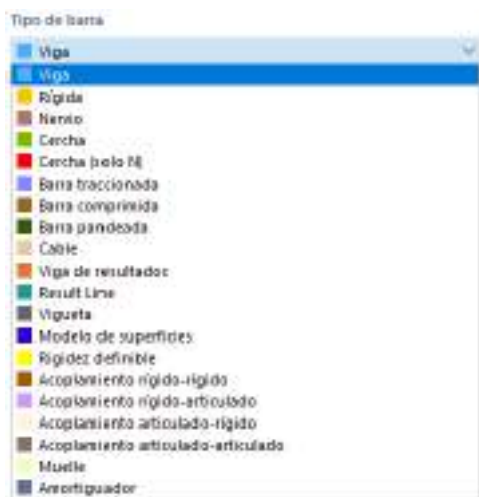 Tipo de barra
Viga
Viga
Rígida
Nervio
Cercha
Cercha (solo N)
Barra traccionada
Barra comprimida
Barra pandeada
Cable
Viga de resultados
Result Line
Vigueta
Modelo de superficies
Rigidez definible
Acoplamiento rígido-rígido
Acoplamiento rígido-articulado
Acoplamiento articulado-rígido
Acoplamiento articulado-articulado
Muelle
Amortiguador